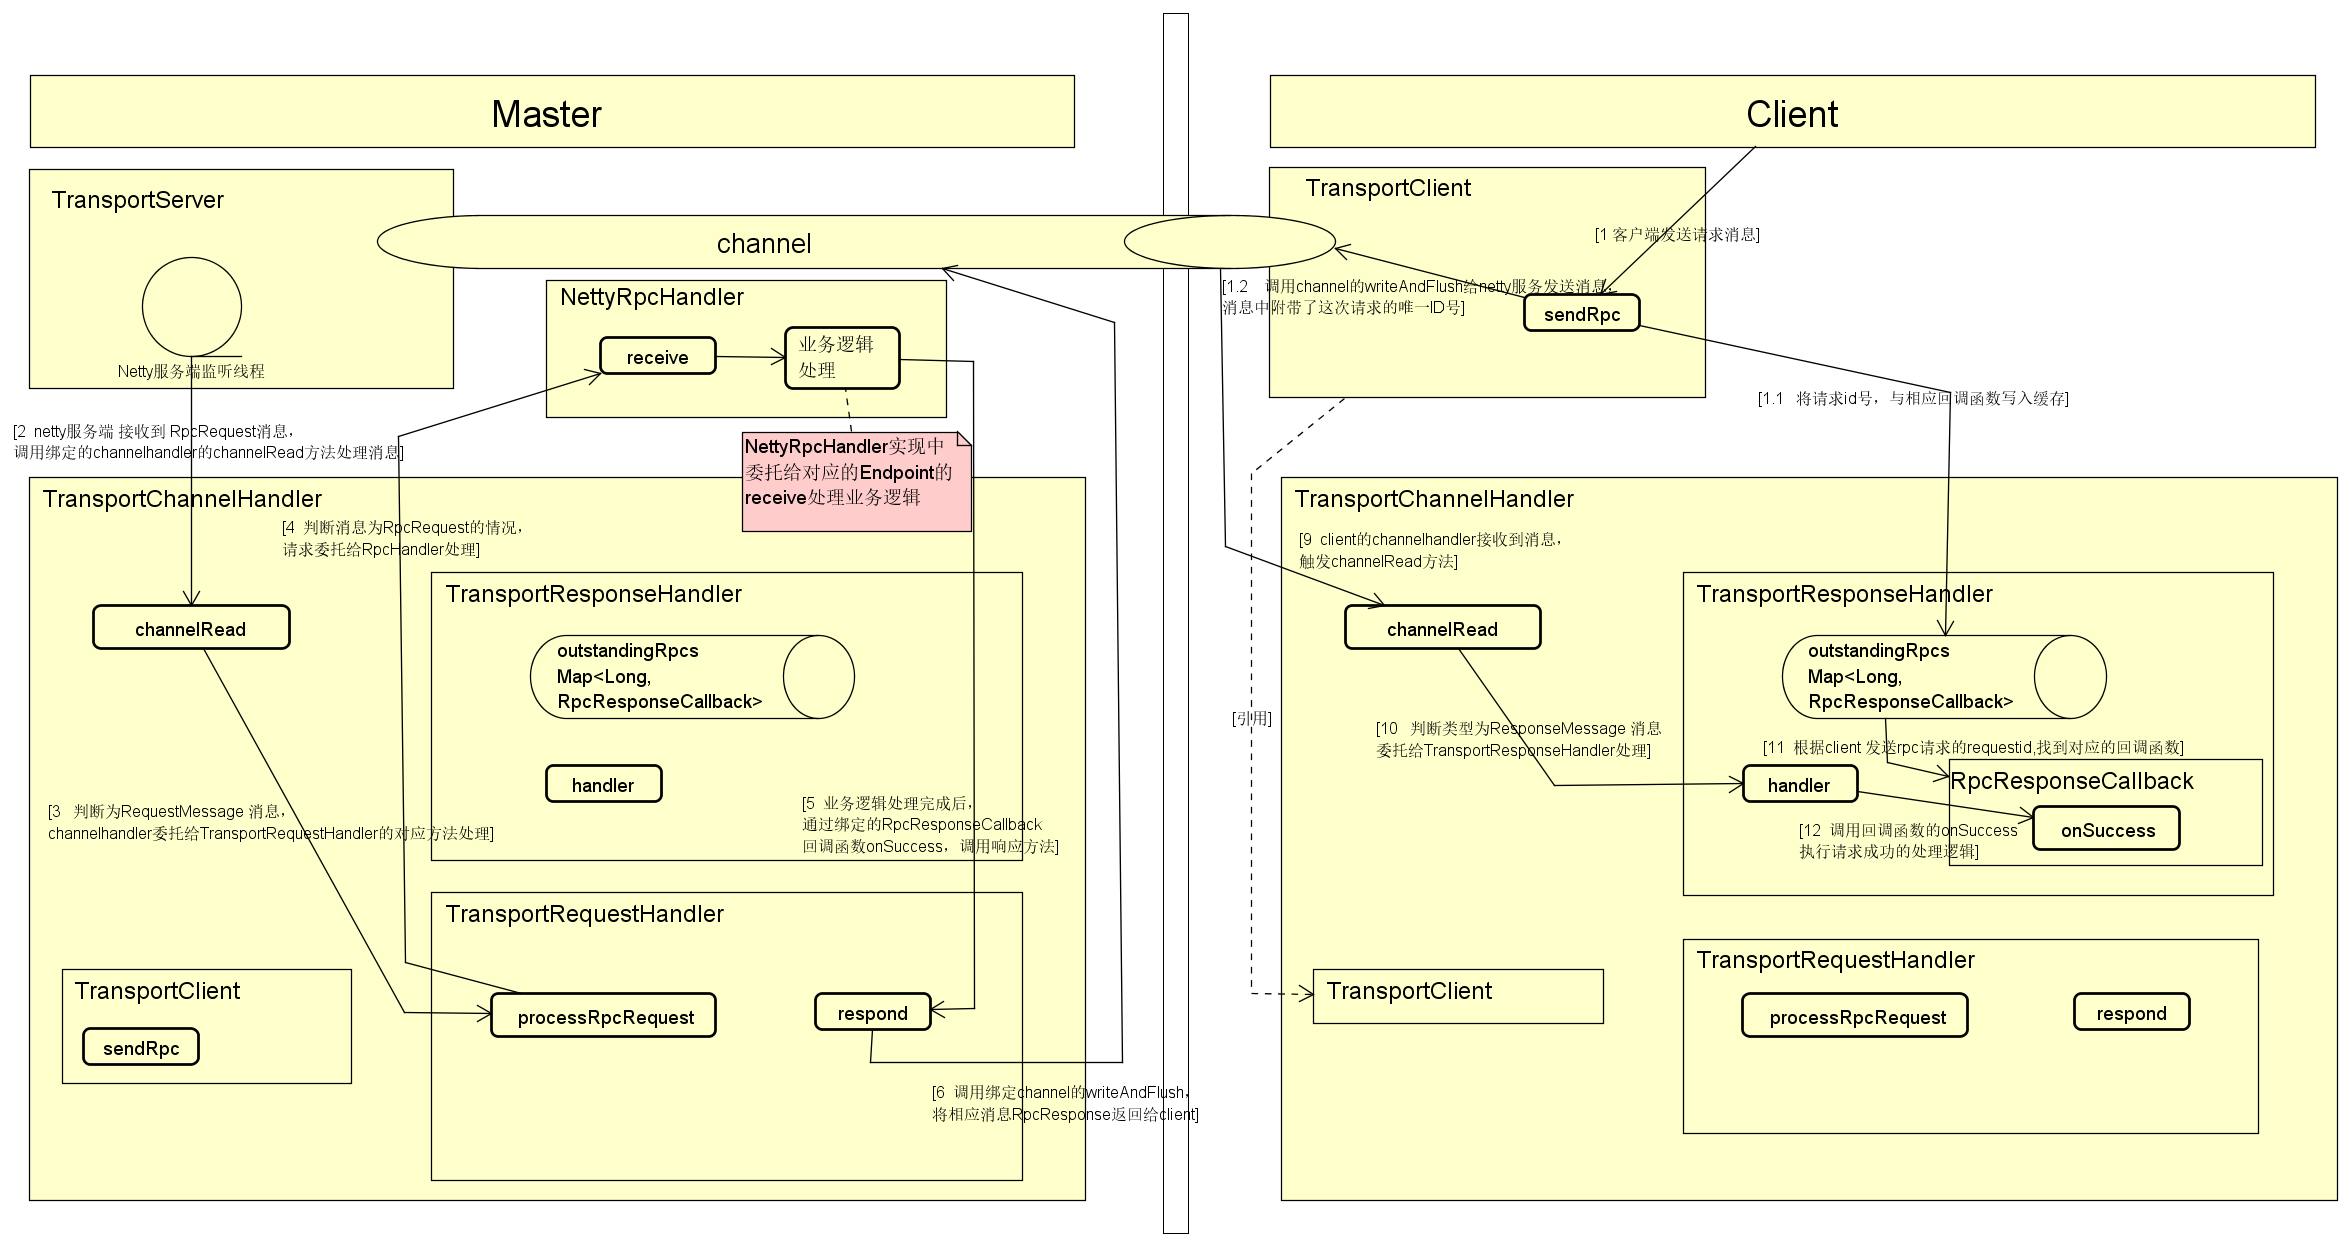 Master
Client
TransportServer
Netty服务端监听线程
channel
TransportClient
[1 客户端发送请求消息]
[1.2 调用channel的writeAndFlush给netty服务发送消息，
消息中附带了这次请求的唯一ID号]
sendRpc
[1.1 将请求id号，与相应回调函数写入缓存]
NettyRpcHandler
receive
业务逻辑
处理
NettyRpcHandler实现中
委托给对应的Endpoint的
receive处理业务逻辑
[2 netty服务端 接收到 RpcRequest消息，
调用绑定的channelhandler的channelRead方法处理消息]
TransportChannelHandler
[4 判断消息为RpcRequest的情况，
请求委托给RpcHandler处理]
channelRead
TransportResponseHandler
outstandingRpcs
Map<Long,
RpcResponseCallback>
handler
[3 判断为RequestMessage 消息，
channelhandler委托给TransportRequestHandler的对应方法处理]
[5 业务逻辑处理完成后，
通过绑定的RpcResponseCallback
回调函数onSuccess，调用响应方法]
TransportRequestHandler
processRpcRequest
respond
TransportClient
sendRpc
[6 调用绑定channel的writeAndFlush，
将相应消息RpcResponse返回给client]
TransportChannelHandler
[9 client的channelhandler接收到消息，
触发channelRead方法]
channelRead
[引用]
[10 判断类型为ResponseMessage 消息
委托给TransportResponseHandler处理]
TransportResponseHandler
outstandingRpcs
Map<Long,
RpcResponseCallback>
[11 根据client 发送rpc请求的requestid,找到对应的回调函数]
handler
RpcResponseCallback
onSuccess
[12 调用回调函数的onSuccess
执行请求成功的处理逻辑]
TransportClient
TransportRequestHandler
processRpcRequest
respond